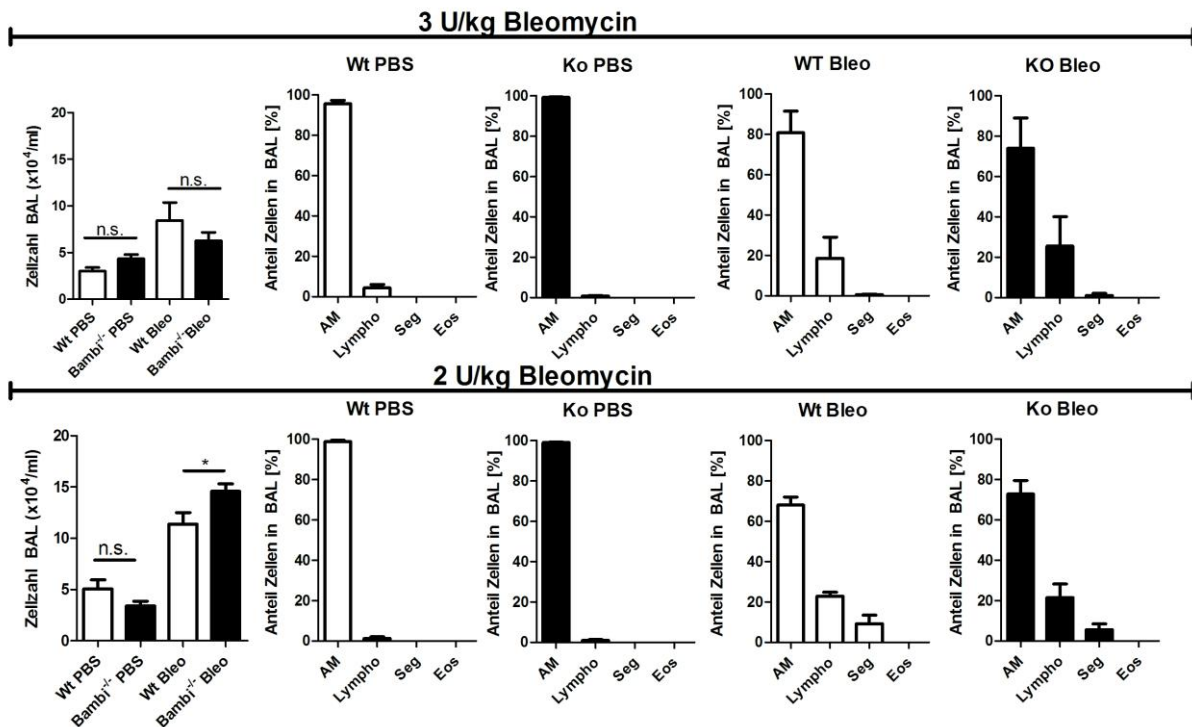 3 U/kg Bleomycin
Zellzahl BAL (x10⁻⁴/ml)
20
15
10
5
0
n.s.
n.s.
Wt PBS
Bambi⁻/⁻ PBS
Wt Bleo
Bambi⁻/⁻ Bleo
Wt PBS
Anteil Zellen in BAL [%]
100
80
60
40
20
0
AM
Lympho
Seg
Eos
Ko PBS
Anteil Zellen in BAL [%]
100
80
60
40
20
0
AM
Lympho
Seg
Eos
WT Bleo
Anteil Zellen in BAL [%]
100
80
60
40
20
0
AM
Lympho
Seg
Eos
KO Bleo
Anteil Zellen in BAL [%]
100
80
60
40
20
0
AM
Lympho
Seg
Eos
2 U/kg Bleomycin
Zellzahl BAL (x10⁻⁴/ml)
20
15
10
5
0
n.s.
*
Wt PBS
Bambi⁻/⁻ PBS
Wt Bleo
Bambi⁻/⁻ Bleo
Wt PBS
Anteil Zellen in BAL [%]
100
80
60
40
20
0
AM
Lympho
Seg
Eos
Ko PBS
Anteil Zellen in BAL [%]
100
80
60
40
20
0
AM
Lympho
Seg
Eos
Wt Bleo
Anteil Zellen in BAL [%]
100
80
60
40
20
0
AM
Lympho
Seg
Eos
Ko Bleo
Anteil Zellen in BAL [%]
100
80
60
40
20
0
AM
Lympho
Seg
Eos